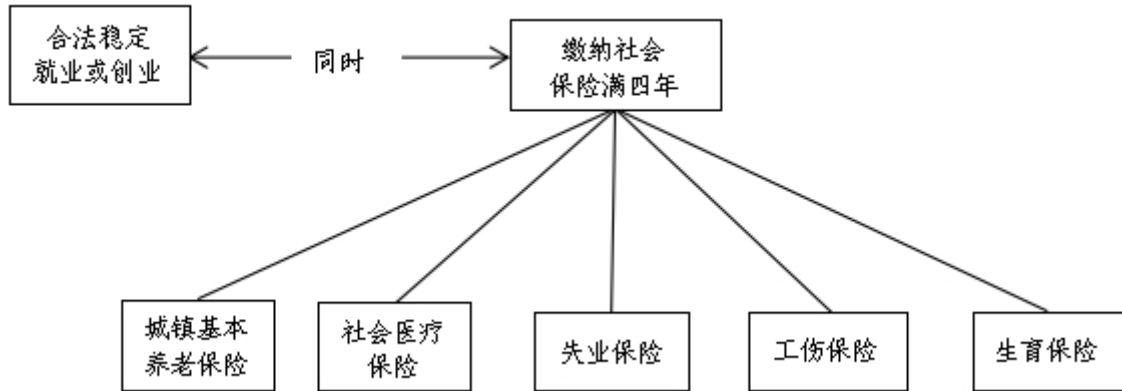 合法稳定
就业或创业
同时
缴纳社会
保险满四年
城镇基本
养老保险
社会医疗
保险
失业保险
工伤保险
生育保险